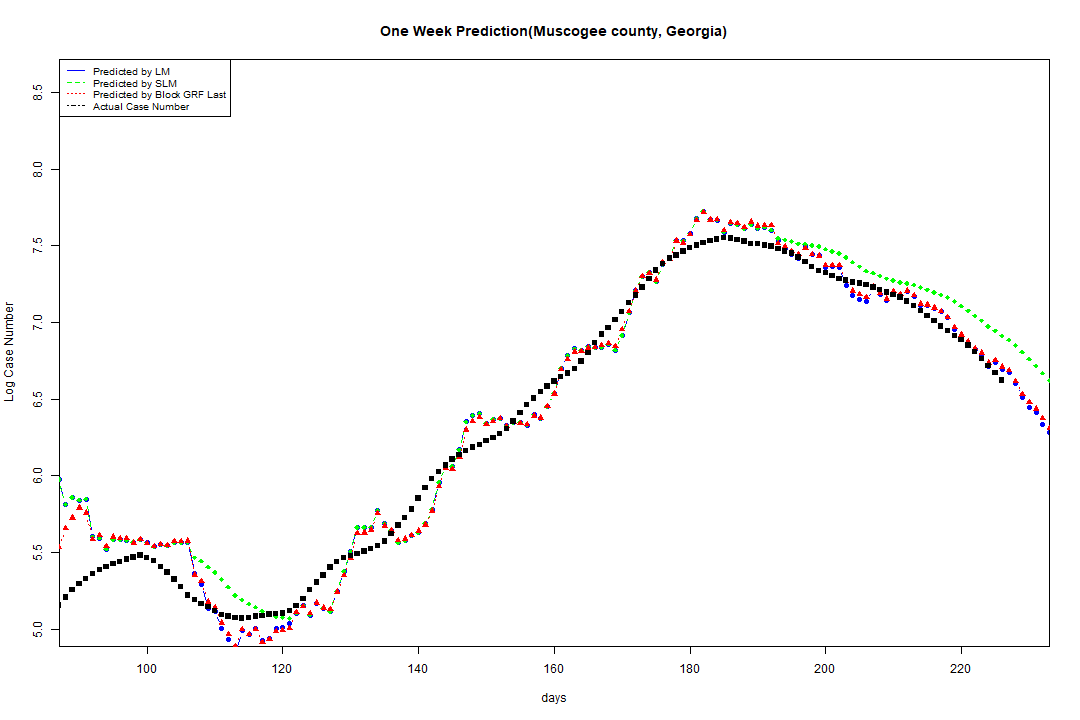 One Week Prediction(Muscogee county, Georgia)
Predicted by LM
Predicted by SLM
Predicted by Block GRF Last
Actual Case Number
8.5
8.0
7.5
7.0
6.5
6.0
5.5
5.0
Log Case Number
100 120 140 160 180 200 220
days